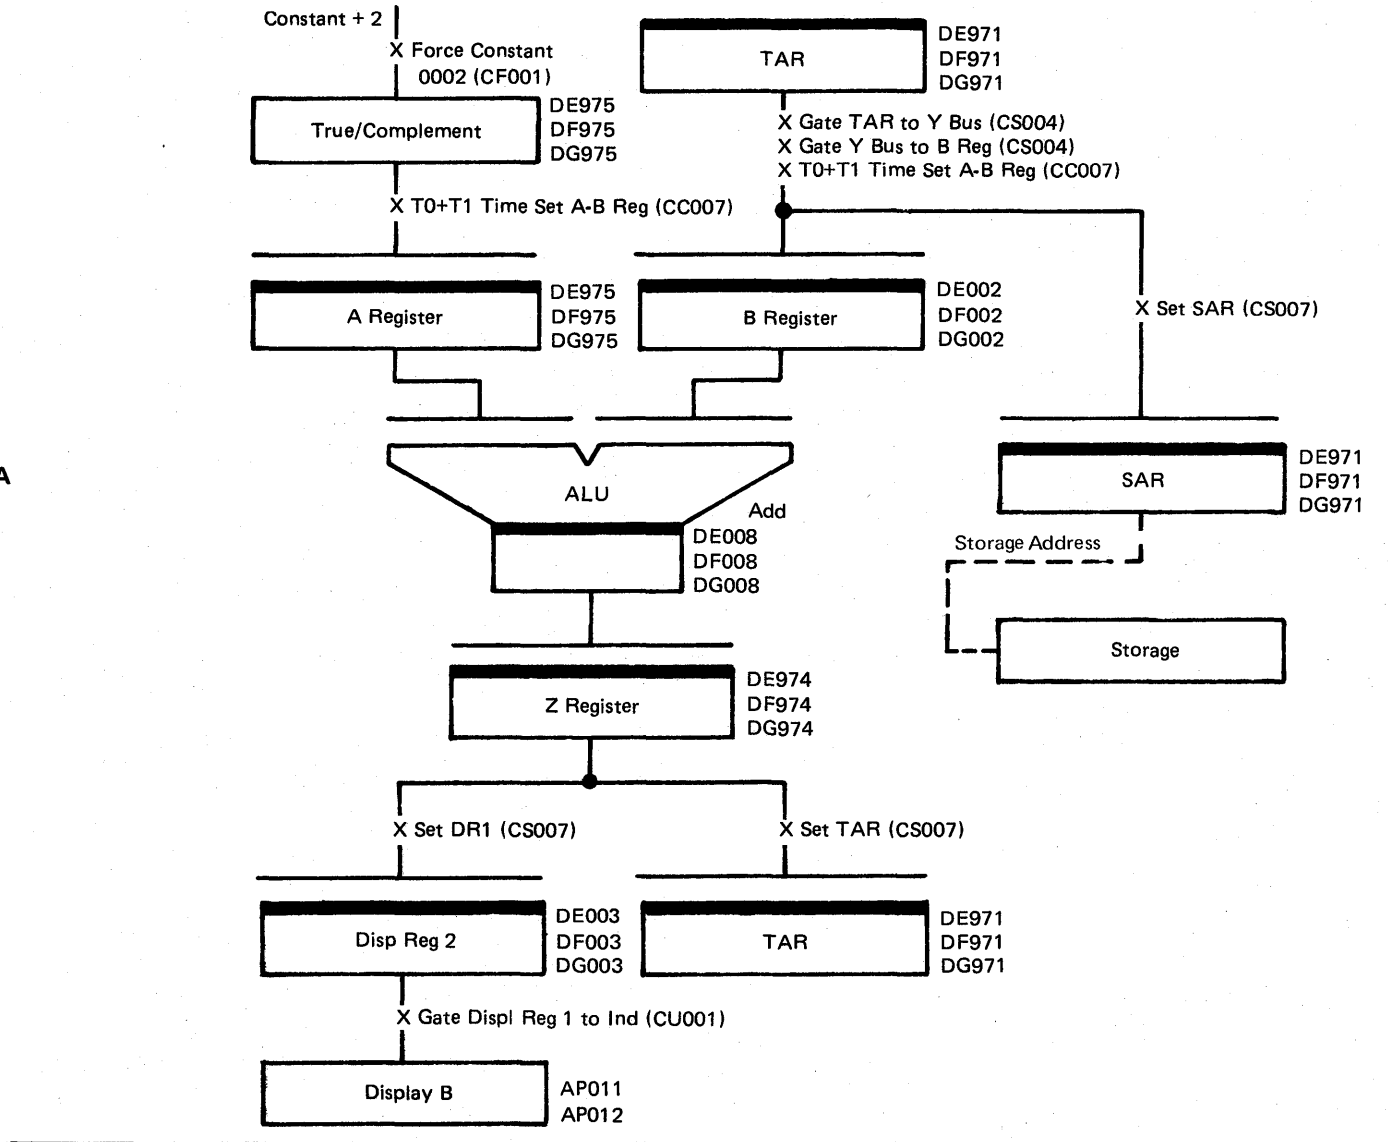 Constant + 2
X Force Constant
0002 (CF001)
TAR
DE971
DF971
DG971
True/Complement
DE975
DF975
DG975
X Gate TAR to Y Bus (CS004)
X Gate Y Bus to B Reg (CS004)
X T0+T1 Time Set A-B Reg (CC007)
X T0+T1 Time Set A-B Reg (CC007)
A Register
DE975
DF975
DG975
B Register
DE002
DF002
DG002
X Set SAR (CS007)
A
ALU
Add
DE008
DF008
DG008
SAR
DE971
DF971
DG971
Storage Address
Storage
Z Register
DE974
DF974
DG974
X Set DR1 (CS007)
X Set TAR (CS007)
Disp Reg 2
DE003
DF003
DG003
TAR
DE971
DF971
DG971
X Gate Displ Reg 1 to Ind (CU001)
Display B
AP011
AP012